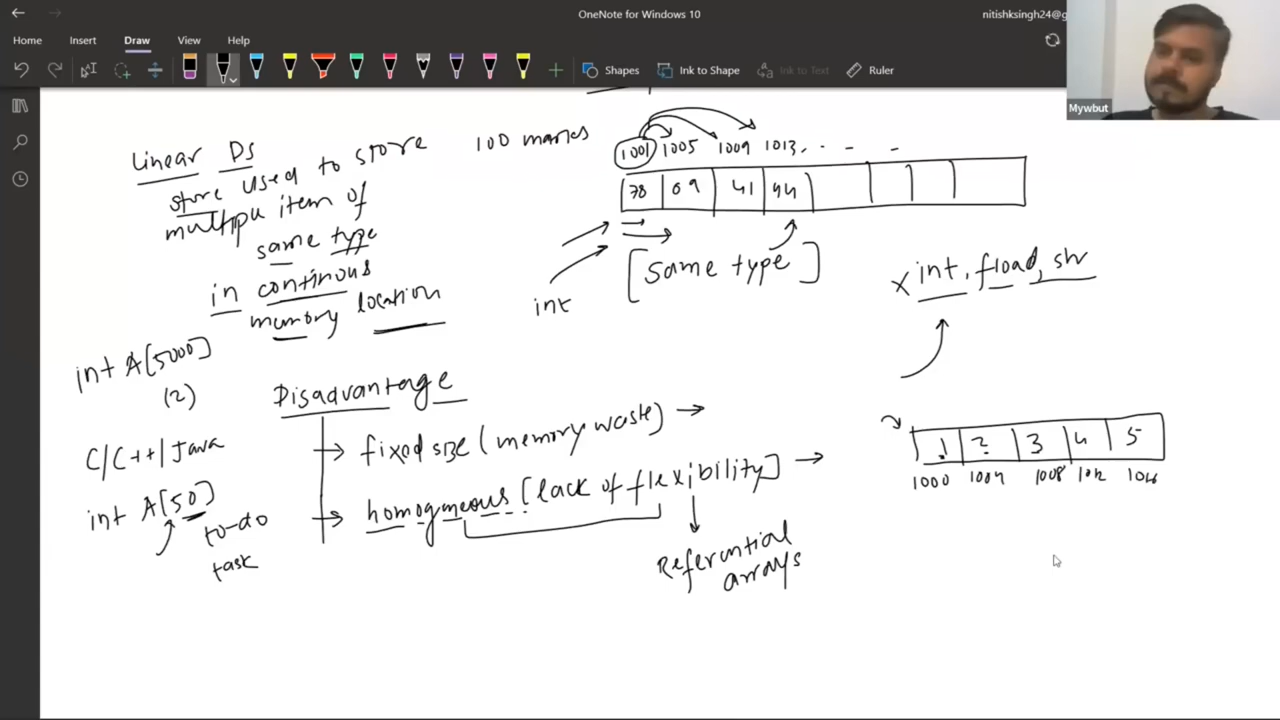 OneNote for Windows 10
nitishksingh24@g
Home Insert Draw View Help
Shapes Ink to Shape Ink to Text Ruler
Mywbut
Linear DS
store used to store
multiple item of
same type
in continous
memory location
100 marks
1001 1005 1009 1013, . - -
78 69 41 44
[same type]
int
x int, fload, str
int A[5000]
(2)
C/C++/Java
int A[50]
to-do
task
Disadvantage
→ fixed size (memory waste) →
→ homogneous [lack of flexibility] →
Referential
arrays
1 2 3 4 5
1000 1004 1008 1012 1016